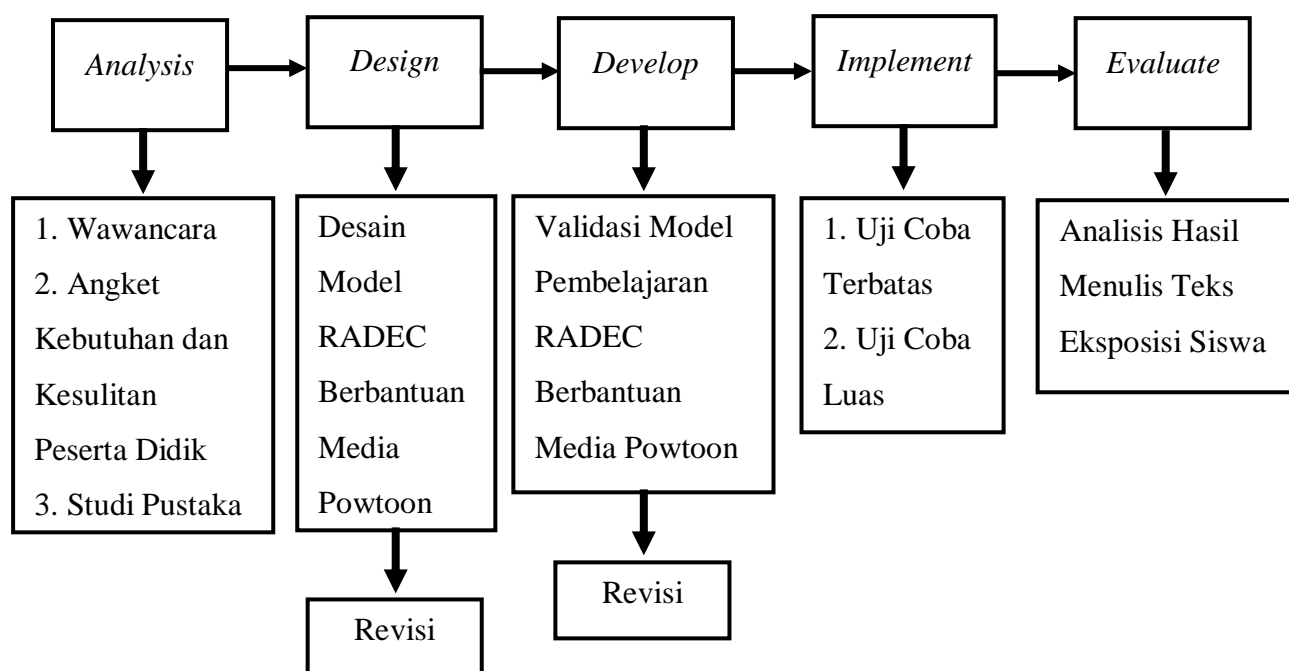 Analysis
Design
Develop
Implement
Evaluate
1. Wawancara
2. Angket
Kebutuhan dan
Kesulitan
Peserta Didik
3. Studi Pustaka
Desain
Model
RADEC
Berbantuan
Media
Powtoon
Validasi Model
Pembelajaran
RADEC
Berbantuan
Media Powtoon
1. Uji Coba
Terbatas
2. Uji Coba
Luas
Analisis Hasil
Menulis Teks
Eksposisi Siswa
Revisi
Revisi